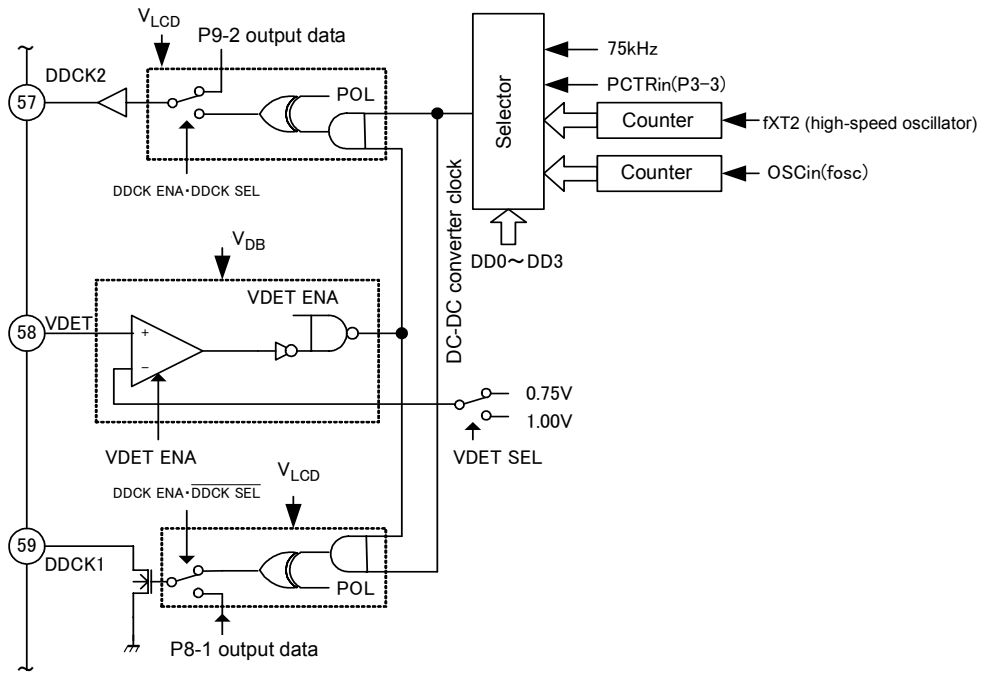 VLCD
P9-2 output data
DDCK2
57
POL
DDCK ENA・DDCK SEL
Selector
75kHz
PCTRin(P3-3)
Counter
fXT2 (high-speed oscillator)
Counter
OSCin(fosc)
DD0～DD3
DC-DC converter clock
VDB
VDET ENA
58
VDET
+
−
0.75V
1.00V
VDET SEL
VDET ENA
VLCD
DDCK ENA・D̅D̅C̅K̅ ̅S̅E̅L̅
59
DDCK1
POL
P8-1 output data